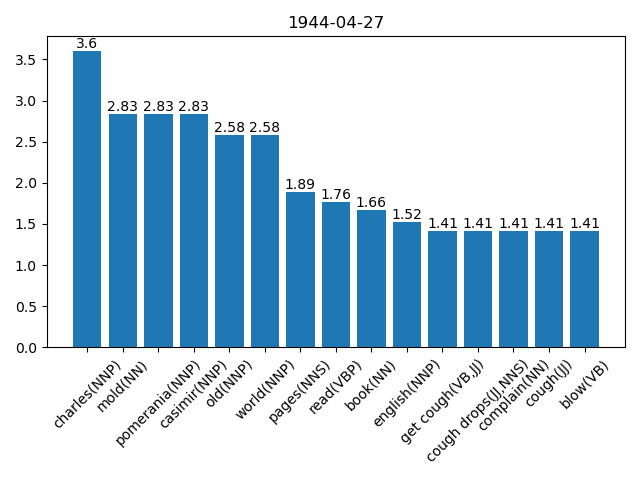 1944-04-27
3.6
2.83 2.83 2.83
2.58 2.58
1.89
1.76
1.66
1.52
1.41 1.41 1.41 1.41 1.41
3.5
3.0
2.5
2.0
1.5
1.0
0.5
0.0
charles(NNP)
mold(NN)
pomerania(NNP)
casimir(NNP)
old(NNP)
world(NNP)
pages(NNS)
read(VBP)
book(NN)
english(NNP)
get cough(VB,JJ)
cough drops(JJ,NNS)
complain(NN)
cough(JJ)
blow(VB)